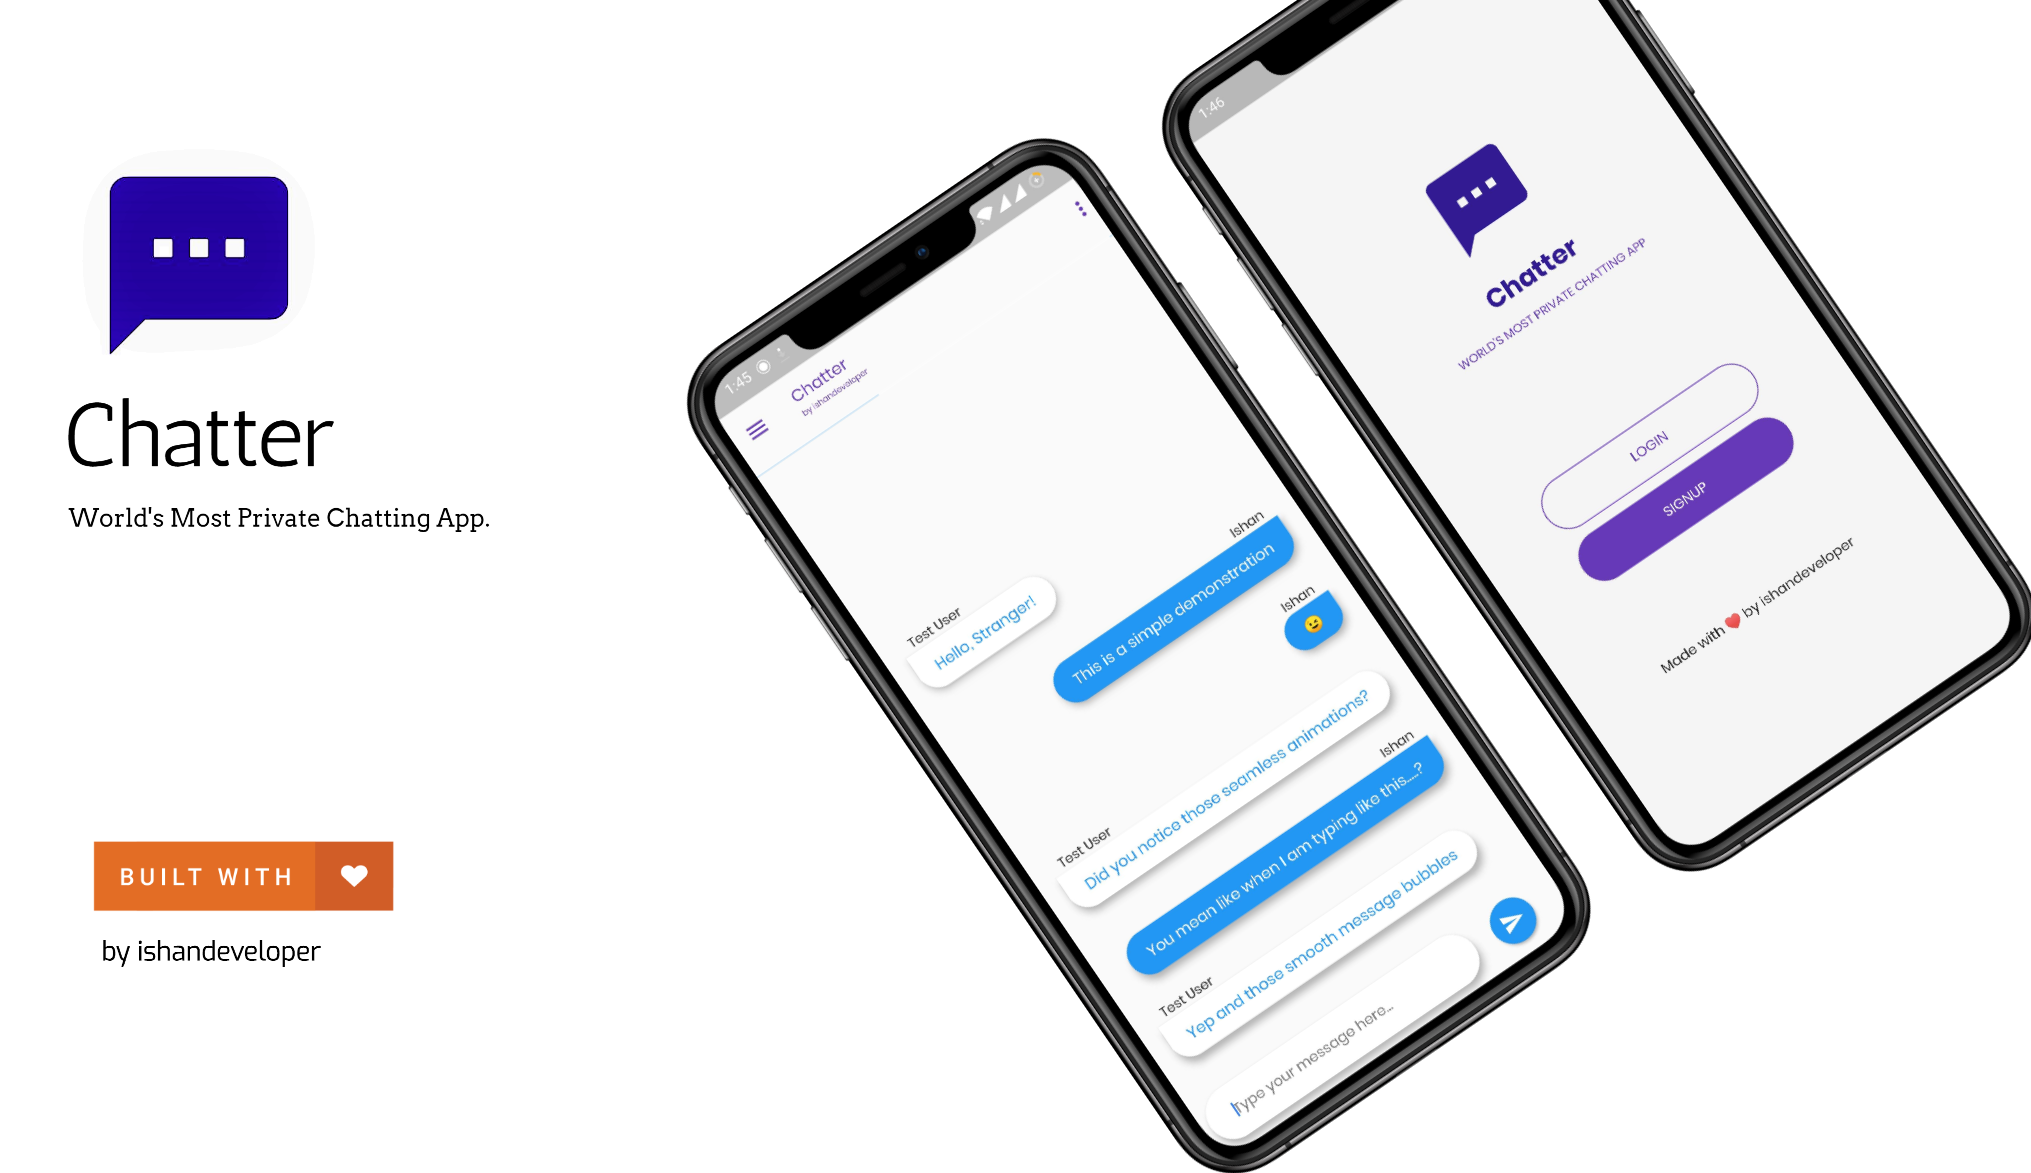 Chatter
World's Most Private Chatting App.
BUILT WITH
by ishandeveloper
1:45
Chatter
by ishandeveloper
Test User
Hello, Stranger!
Ishan
This is a simple demonstration
Ishan
Test User
Did you notice those seamless animations?
Ishan
You mean like when I am typing like this.....?
Test User
Yep and those smooth message bubbles
Type your message here...
1:46
Chatter
WORLD'S MOST PRIVATE CHATTING APP
LOGIN
SIGNUP
Made with ❤ by ishandeveloper